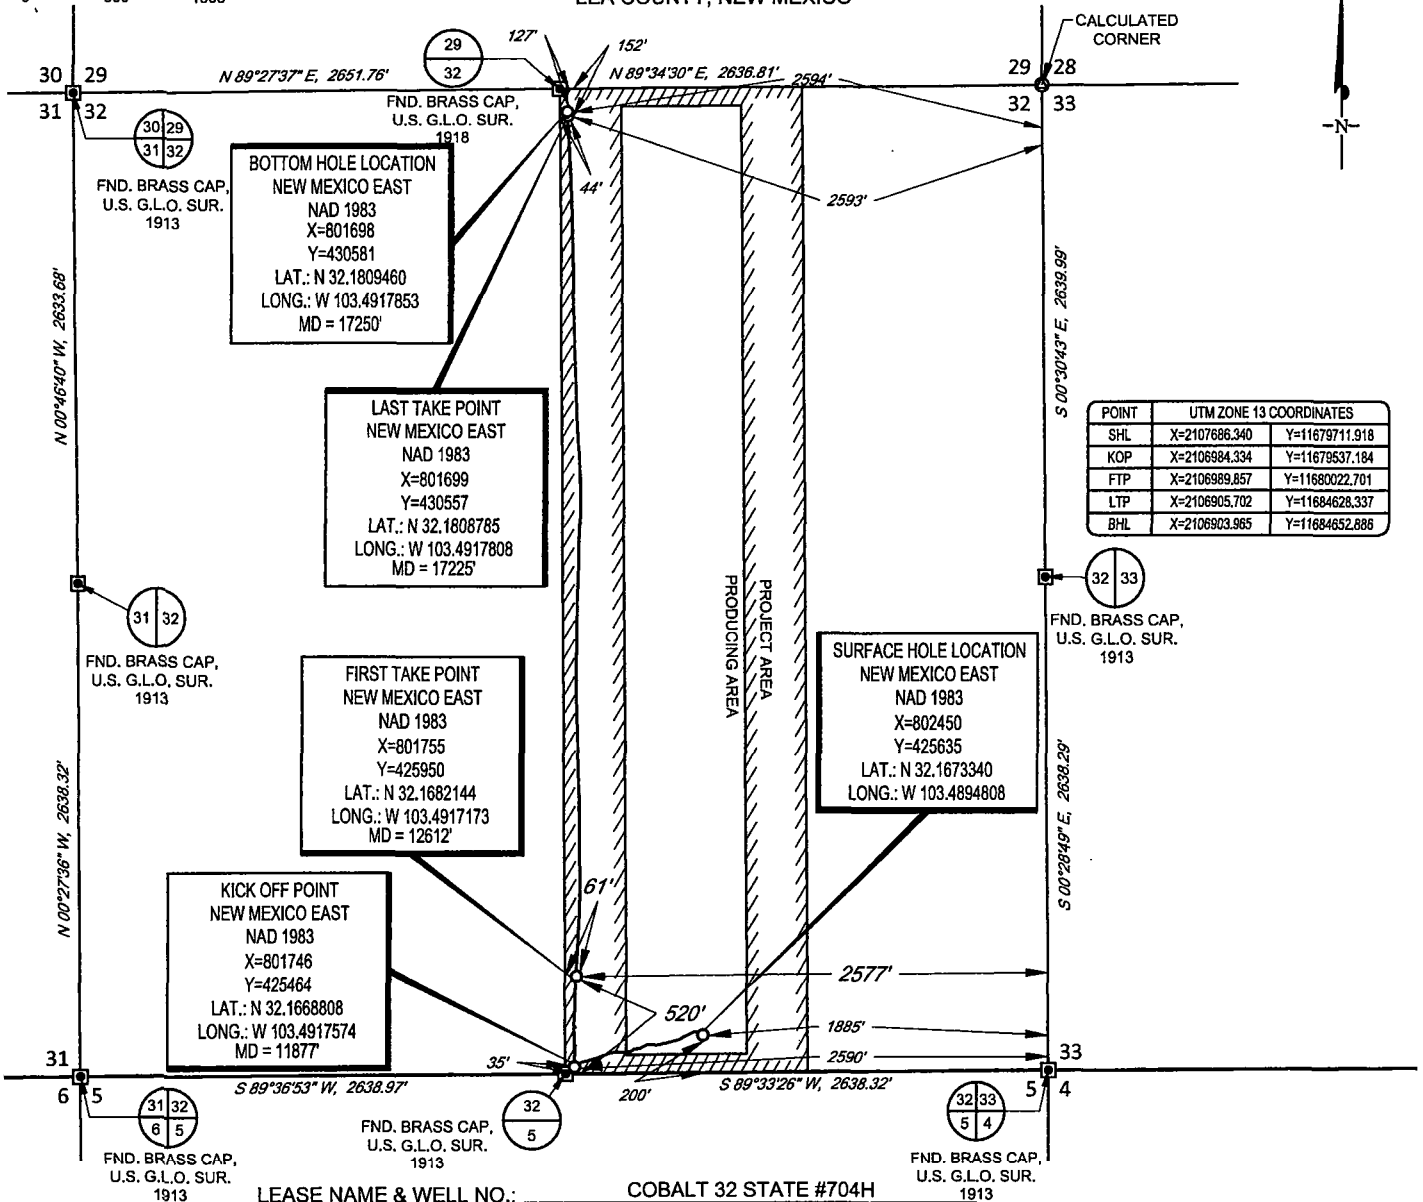 LEA COUNTY, NEW MEXICO
CALCULATED
CORNER
127'
152'
29
32
30 29
31 32
N 89°27'37" E, 2651.76'
N 89°34'30" E, 2636.81'
2594'
29 28
32 33
FND. BRASS CAP,
U.S. G.L.O. SUR.
1918
-N-
30 29
31 32
FND. BRASS CAP,
U.S. G.L.O. SUR.
1913
BOTTOM HOLE LOCATION
NEW MEXICO EAST
NAD 1983
X=801698
Y=430581
LAT.: N 32.1809460
LONG.: W 103.4917853
MD = 17250'
44'
2593'
N 00°46'40" W, 2633.68'
S 00°30'43" E, 2639.99'
LAST TAKE POINT
NEW MEXICO EAST
NAD 1983
X=801699
Y=430557
LAT.: N 32.1808785
LONG.: W 103.4917808
MD = 17225'
POINT UTM ZONE 13 COORDINATES
SHL X=2107686.340 Y=11679711.918
KOP X=2106984.334 Y=11679537.184
FTP X=2106989.857 Y=11680022.701
LTP X=2106905.702 Y=11684628.337
BHL X=2106903.965 Y=11684652.886
31 32
FND. BRASS CAP,
U.S. G.L.O. SUR.
1913
PRODUCING AREA
PROJECT AREA
32 33
FND. BRASS CAP,
U.S. G.L.O. SUR.
1913
FIRST TAKE POINT
NEW MEXICO EAST
NAD 1983
X=801755
Y=425950
LAT.: N 32.1682144
LONG.: W 103.4917173
MD = 12612'
SURFACE HOLE LOCATION
NEW MEXICO EAST
NAD 1983
X=802450
Y=425635
LAT.: N 32.1673340
LONG.: W 103.4894808
N 00°27'36" W, 2638.32'
S 00°28'49" E, 2638.29'
KICK OFF POINT
NEW MEXICO EAST
NAD 1983
X=801746
Y=425464
LAT.: N 32.1668808
LONG.: W 103.4917574
MD = 11877'
61'
2577'
520'
1885'
2590'
35'
200'
31
6 5
33
5 4
S 89°36'53" W, 2638.97'
S 89°33'26" W, 2638.32'
31 32
6 5
FND. BRASS CAP,
U.S. G.L.O. SUR.
1913
32
5
FND. BRASS CAP,
U.S. G.L.O. SUR.
1913
32 33
5 4
FND. BRASS CAP,
U.S. G.L.O. SUR.
1913
LEASE NAME & WELL NO.: COBALT 32 STATE #704H